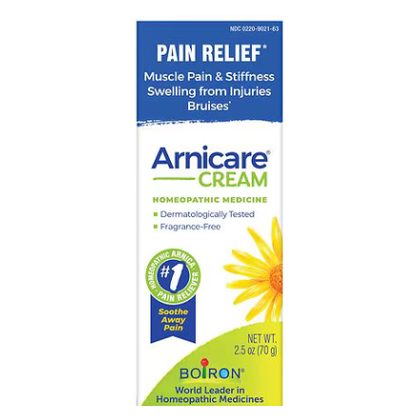 NDC 0220-9021-63
PAIN RELIEF*
Muscle Pain & Stiffness
Swelling from Injuries
Bruises*
Arnicare®
CREAM
HOMEOPATHIC MEDICINE
Dermatologically Tested
Fragrance-Free
HOMEOPATHIC ARNICA
#1
PAIN RELIEVER
Soothe
Away
Pain
NET WT.
2.5 oz (70 g)
BOIRON®
World Leader in
Homeopathic Medicines